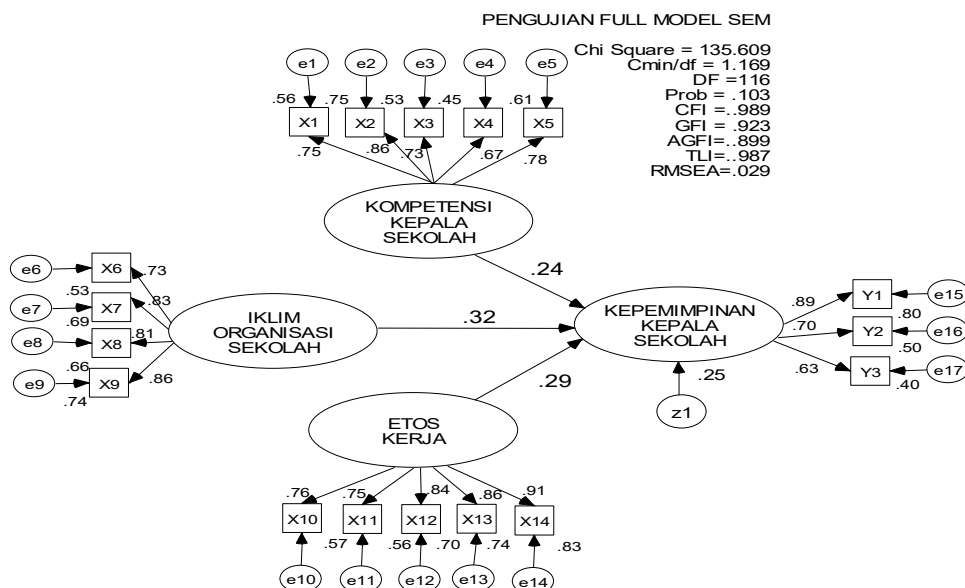 PENGUJIAN FULL MODEL SEM
Chi Square = 135.609
Cmin/df = 1.169
DF =116
Prob = .103
CFI =..989
GFI = .923
AGFI=..899
TLI=..987
RMSEA=.029
e1 e2 e3 e4 e5
.56 .75 .53 .45 .61
X1 X2 X3 X4 X5
.75 .86 .73 .67 .78
KOMPETENSI
KEPALA
SEKOLAH
.24
e6 X6 .73
.53
e7 X7 .83
.69
e8 X8 .81
.66
e9 X9 .86
.74
IKLIM
ORGANISASI
SEKOLAH
.32
KEPEMIMPINAN
KEPALA
SEKOLAH
.25
z1
.89 Y1 e15
.80
.70 Y2 e16
.50
.63 Y3 e17
.40
.29
ETOS
KERJA
.76 .75 .84 .86 .91
X10 X11 X12 X13 X14
.57 .56 .70 .74 .83
e10 e11 e12 e13 e14